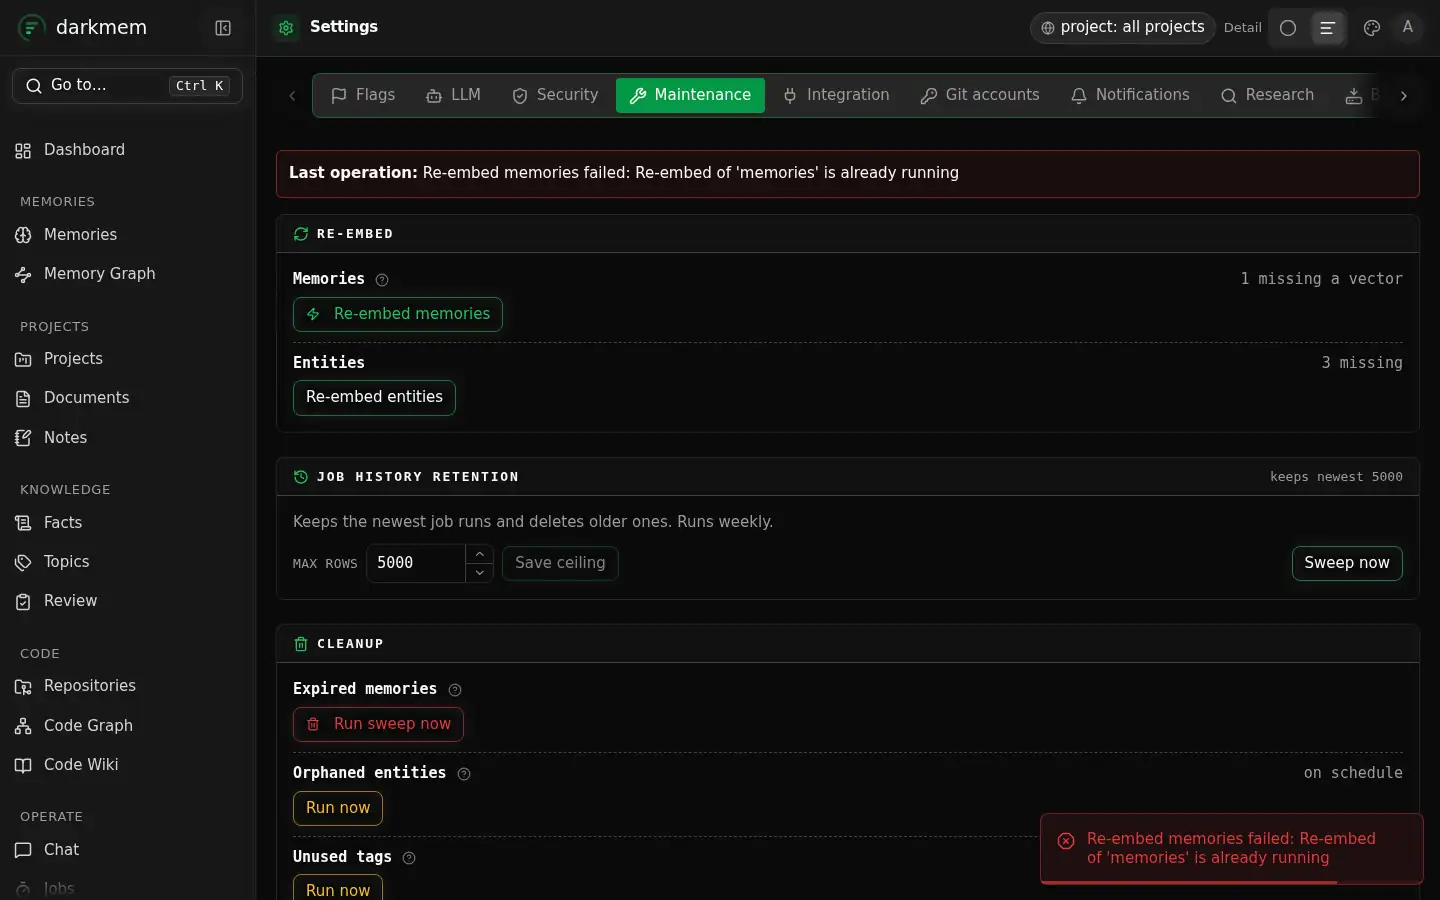 darkmem
Settings
project: all projects
Detail
A
Go to...
Ctrl K
Flags
LLM
Security
Maintenance
Integration
Git accounts
Notifications
Research
B
Dashboard
MEMORIES
Memories
Memory Graph
PROJECTS
Projects
Documents
Notes
KNOWLEDGE
Facts
Topics
Review
CODE
Repositories
Code Graph
Code Wiki
OPERATE
Chat
Jobs
Last operation: Re-embed memories failed: Re-embed of 'memories' is already running
RE-EMBED
Memories
1 missing a vector
Re-embed memories
Entities
3 missing
Re-embed entities
JOB HISTORY RETENTION
keeps newest 5000
Keeps the newest job runs and deletes older ones. Runs weekly.
MAX ROWS
5000
Save ceiling
Sweep now
CLEANUP
Expired memories
Run sweep now
Orphaned entities
on schedule
Run now
Unused tags
Run now
Re-embed memories failed: Re-embed
of 'memories' is already running